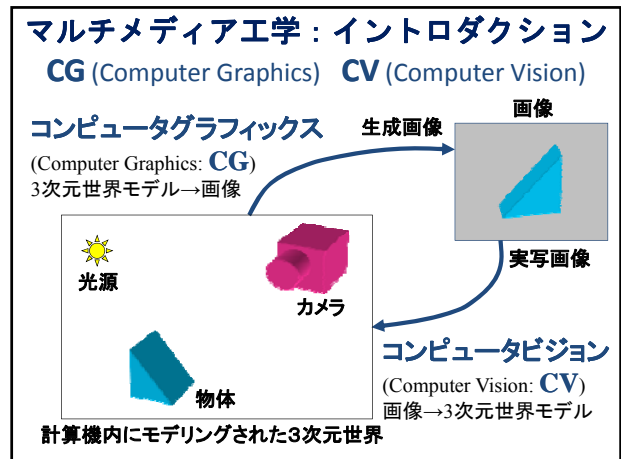 マルチメディア工学：イントロダクション
CG (Computer Graphics) CV (Computer Vision)
コンピュータグラフィックス
(Computer Graphics: CG)
3次元世界モデル→画像
生成画像
画像
実写画像
光源
カメラ
物体
計算機内にモデリングされた3次元世界
コンピュータビジョン
(Computer Vision: CV)
画像→3次元世界モデル